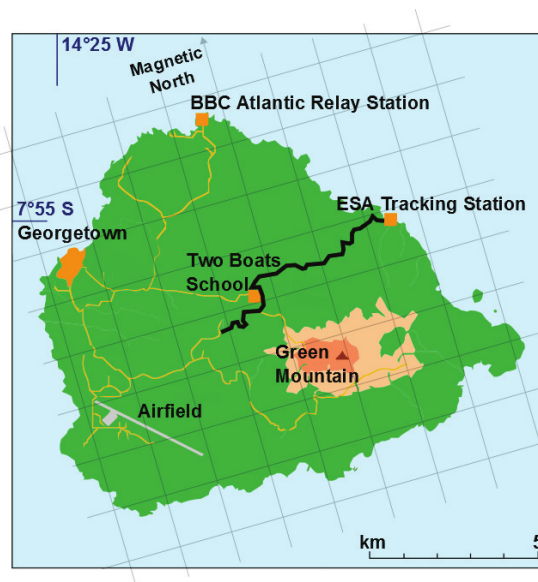 14°25 W
Magnetic
North
BBC Atlantic Relay Station
7°55 S
Georgetown
ESA Tracking Station
Two Boats
School
Green
Mountain
Airfield
km 5